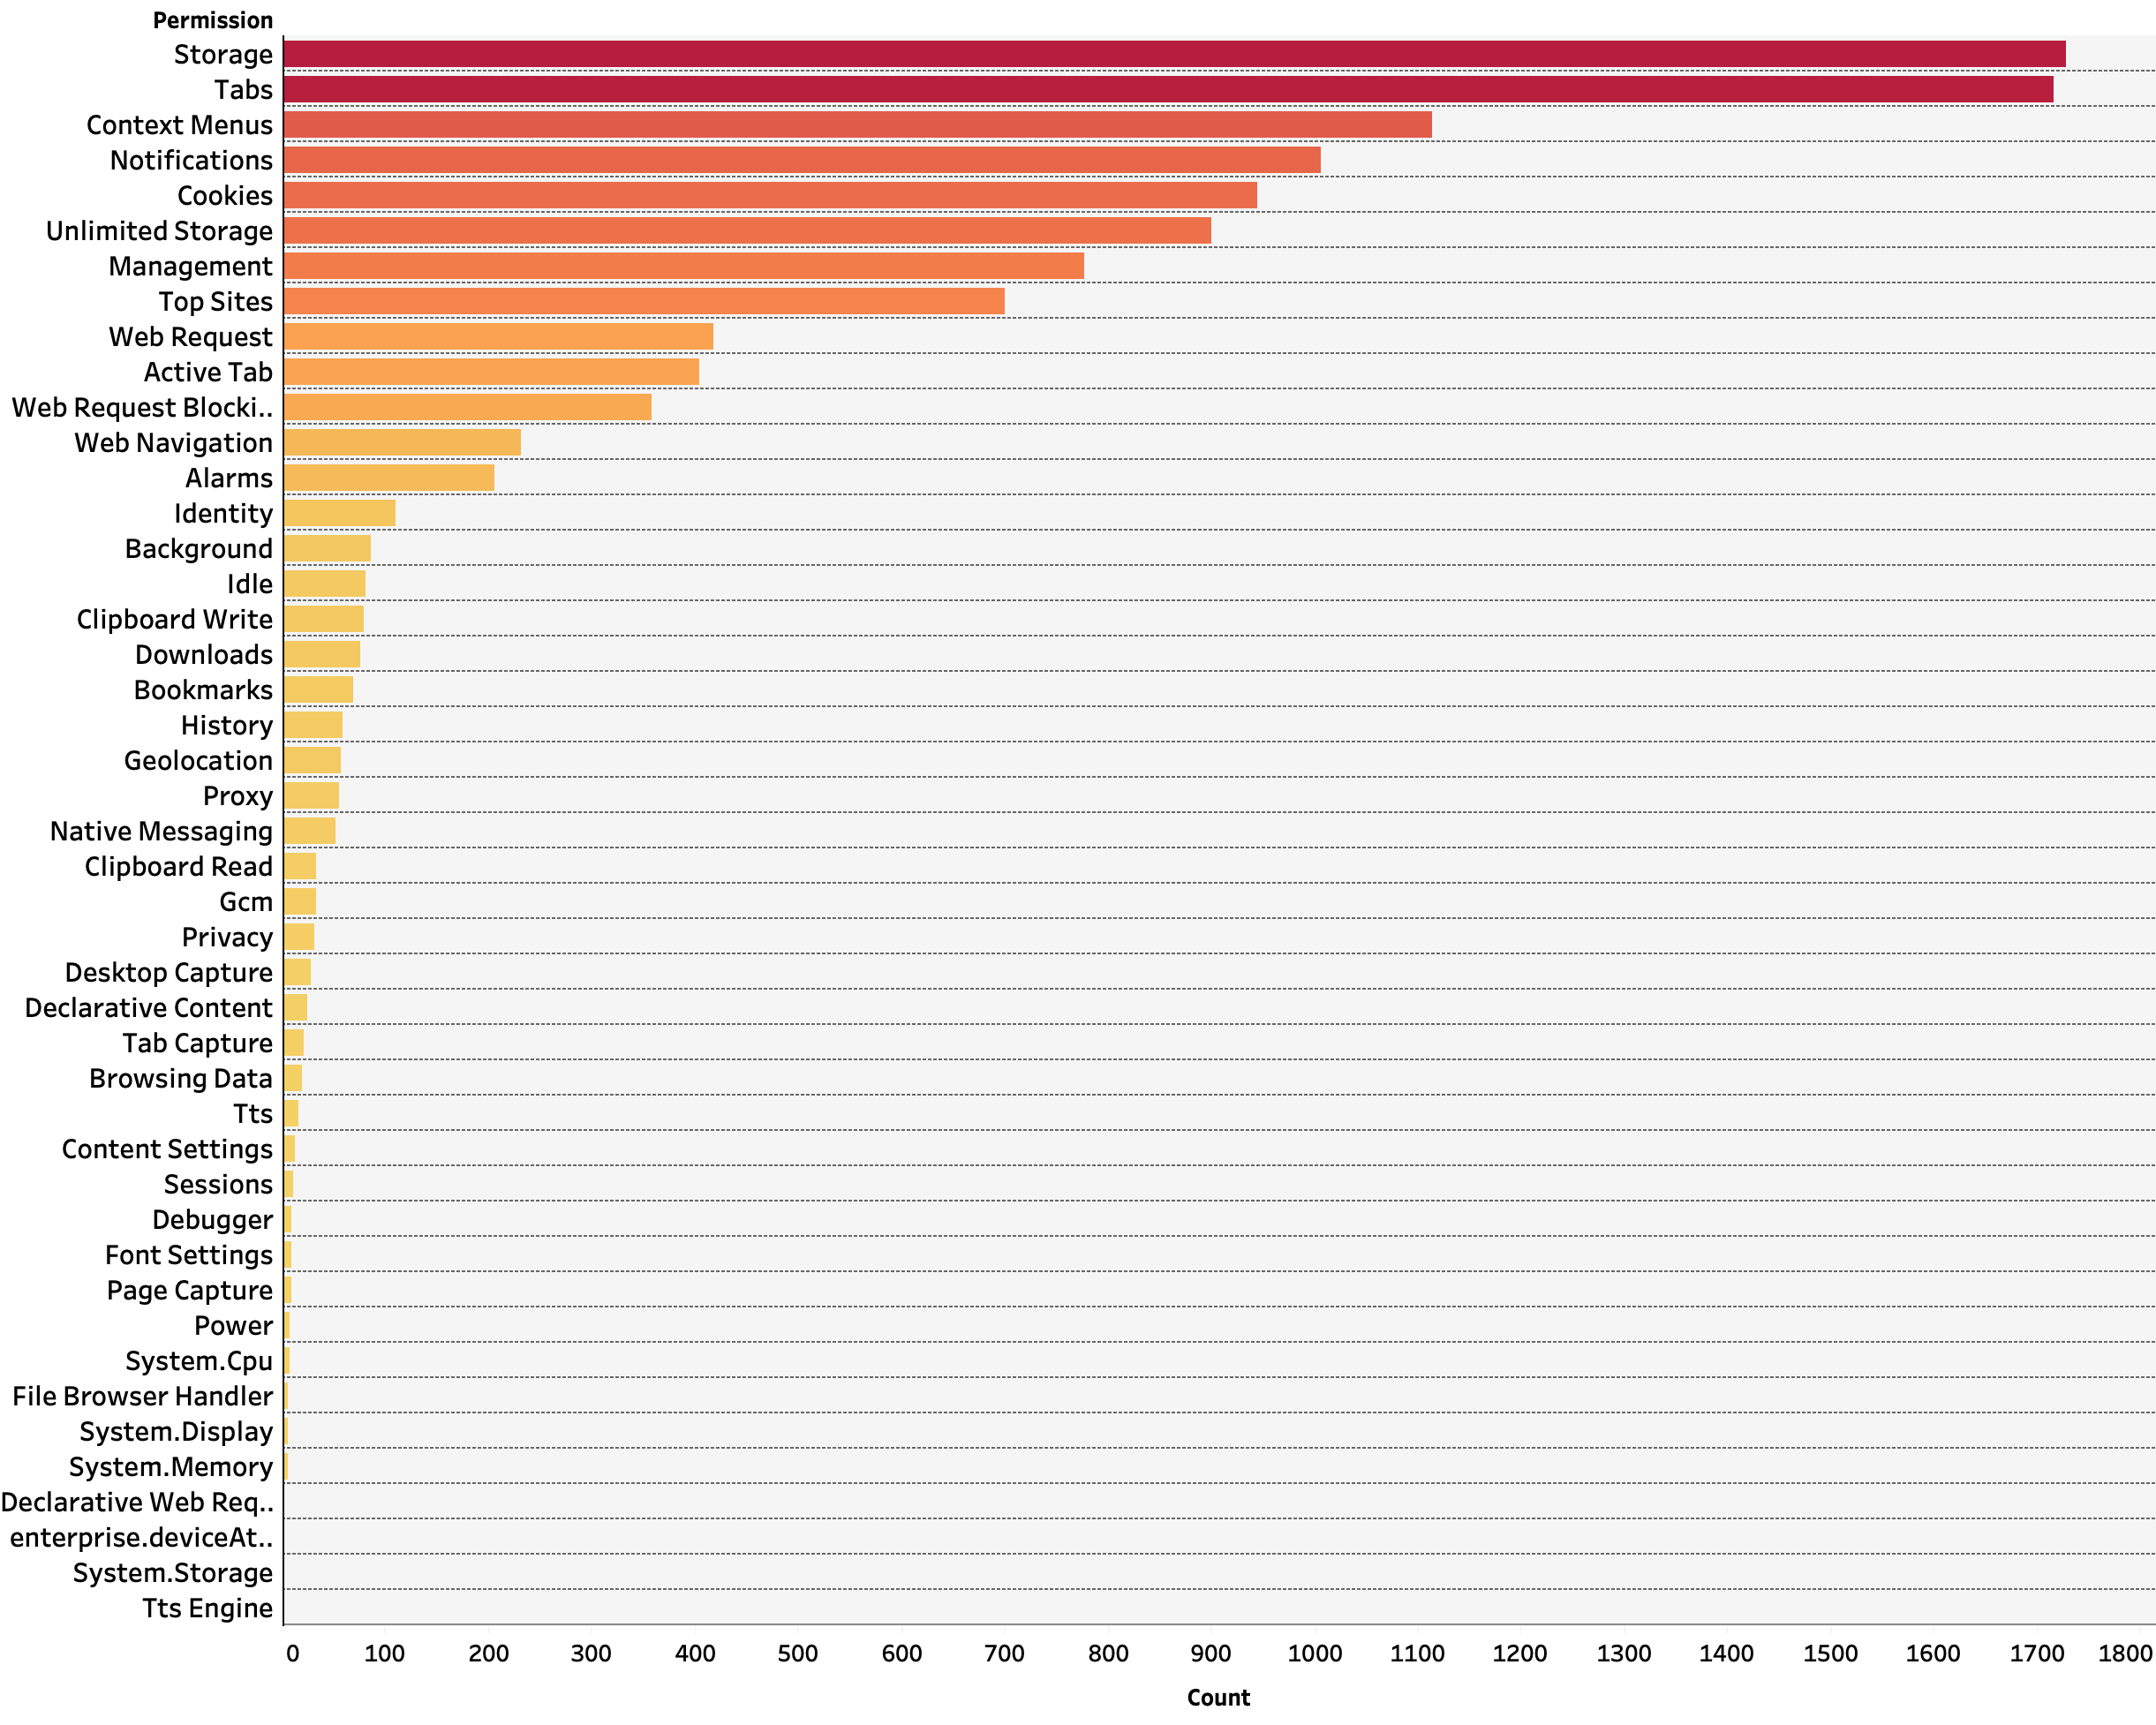 Permission
Storage
Tabs
Context Menus
Notifications
Cookies
Unlimited Storage
Management
Top Sites
Web Request
Active Tab
Web Request Blocki..
Web Navigation
Alarms
Identity
Background
Idle
Clipboard Write
Downloads
Bookmarks
History
Geolocation
Proxy
Native Messaging
Clipboard Read
Gcm
Privacy
Desktop Capture
Declarative Content
Tab Capture
Browsing Data
Tts
Content Settings
Sessions
Debugger
Font Settings
Page Capture
Power
System.Cpu
File Browser Handler
System.Display
System.Memory
Declarative Web Req..
enterprise.deviceAt..
System.Storage
Tts Engine
0 100 200 300 400 500 600 700 800 900 1000 1100 1200 1300 1400 1500 1600 1700 1800
Count